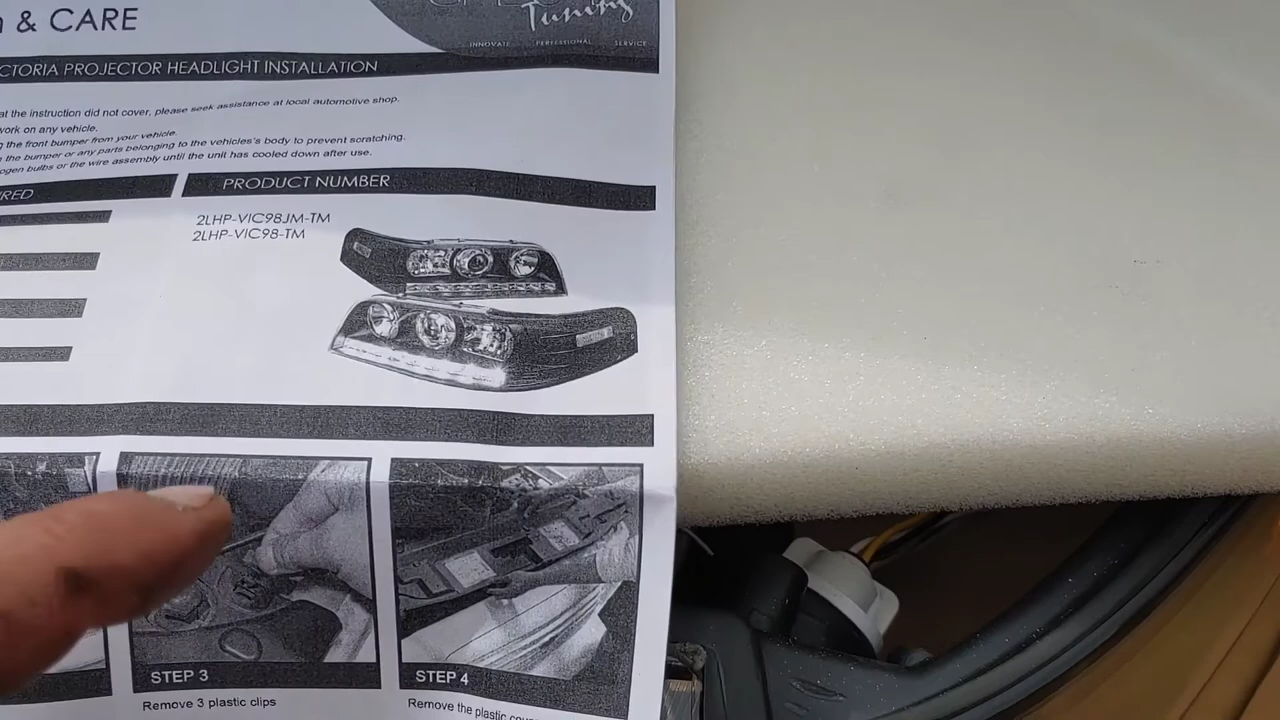 & CARE
Tuning
INNOVATE PERFESSIONAL SERVICE
CTORIA PROJECTOR HEADLIGHT INSTALLATION
at the instruction did not cover, please seek assistance at local automotive shop.
work on any vehicle.
the front bumper from your vehicle.
the bumper or any parts belonging to the vehicles's body to prevent scratching.
ogen bulbs or the wire assembly until the unit has cooled down after use.
IRED
PRODUCT NUMBER
2LHP-VIC98JM-TM
2LHP-VIC98-TM
STEP 3
STEP 4
Remove 3 plastic clips
Remove the plastic